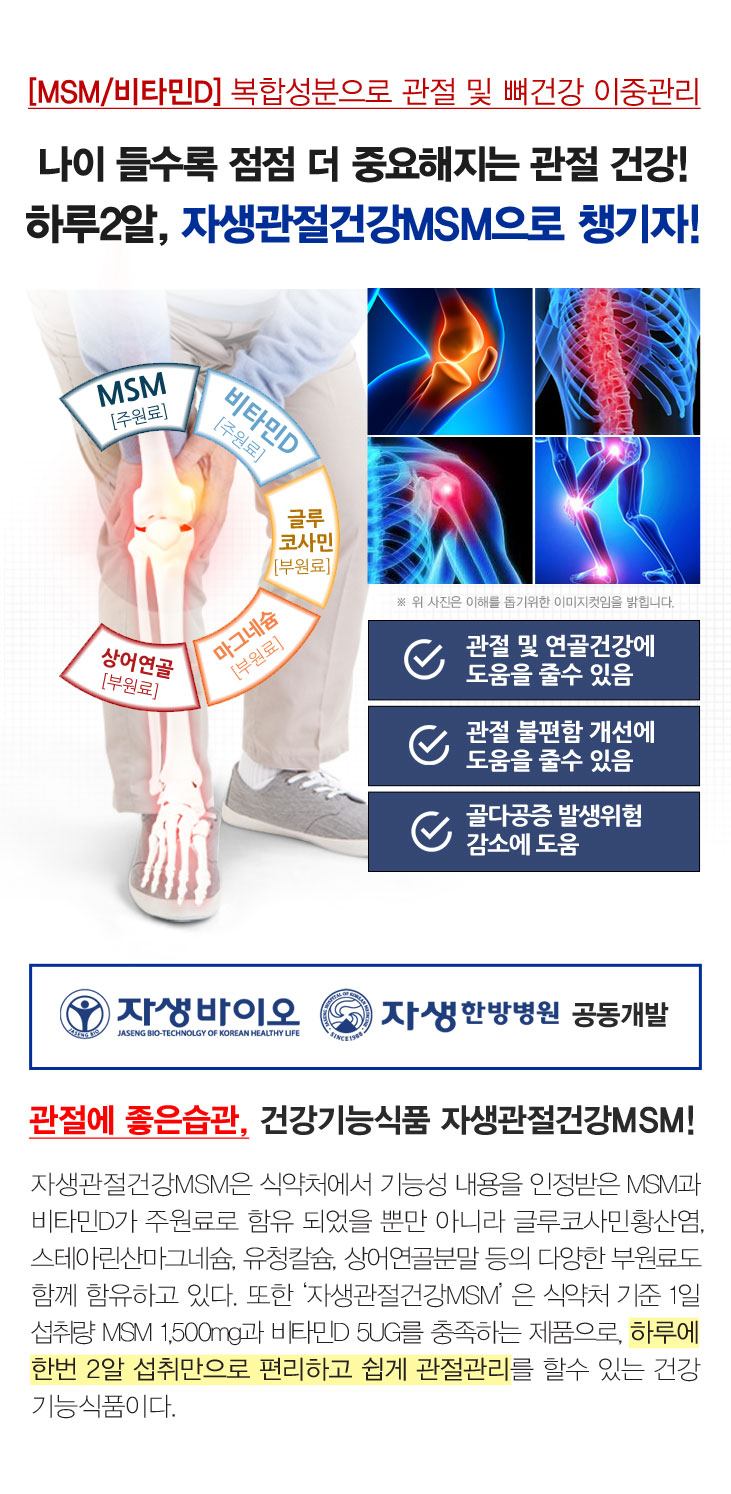 [MSM/비타민D] 복합성분으로 관절 및 뼈건강 이중관리
나이 들수록 점점 더 중요해지는 관절 건강!
하루2알, 자생관절건강MSM으로 챙기자!
MSM
[주원료]
비타민D
[주원료]
글루
코사민
[부원료]
마그네슘
[부원료]
상어연골
[부원료]
※ 위 사진은 이해를 돕기위한 이미지컷임을 밝힙니다.
관절 및 연골건강에
도움을 줄수 있음
관절 불편함 개선에
도움을 줄수 있음
골다공증 발생위험
감소에 도움
JASENG BIO
자생바이오
JASENG BIO-TECHNOLGY OF KOREAN HEALTHY LIFE
JASENG HOSPITAL OF KOREAN MEDICINE
SINCE 1988
자생한방병원 공동개발
관절에 좋은습관, 건강기능식품 자생관절건강MSM!
자생관절건강MSM은 식약처에서 기능성 내용을 인정받은 MSM과
비타민D가 주원료로 함유 되었을 뿐만 아니라 글루코사민황산염,
스테아린산마그네슘, 유청칼슘, 상어연골분말 등의 다양한 부원료도
함께 함유하고 있다. 또한 ‘자생관절건강MSM’ 은 식약처 기준 1일
섭취량 MSM 1,500mg과 비타민D 5UG를 충족하는 제품으로, 하루에
한번 2알 섭취만으로 편리하고 쉽게 관절관리를 할수 있는 건강
기능식품이다.